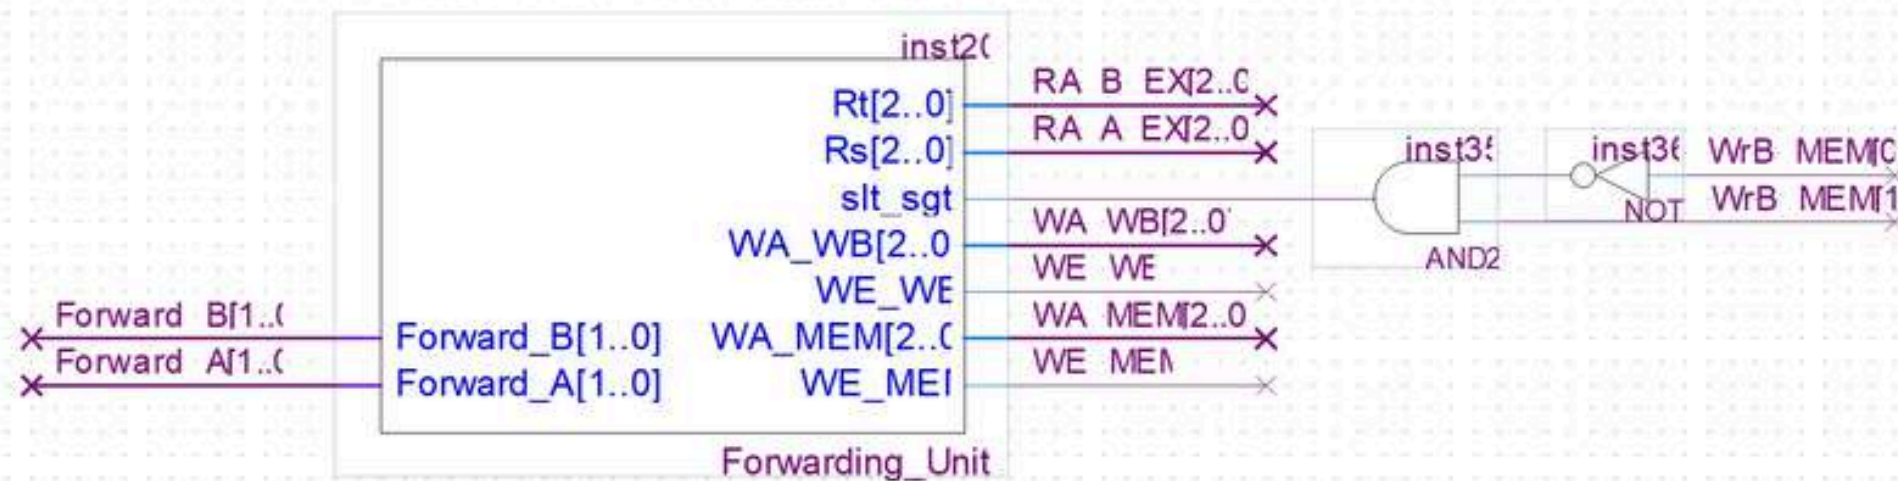 inst20
Rt[2..0]
RA B EX[2..0
Rs[2..0]
RA A EX[2..0
slt_sgt
inst35
inst36
WrB MEM[0
WrB MEM[1
NOT
AND2
WA_WB[2..0
WA WB[2..0
WE_WE
WE WE
Forward B[1..(
Forward_B[1..0]
WA_MEM[2..(
WA MEM[2..0
Forward A[1..(
Forward_A[1..0]
WE_MEI
WE MEM
Forwarding_Unit